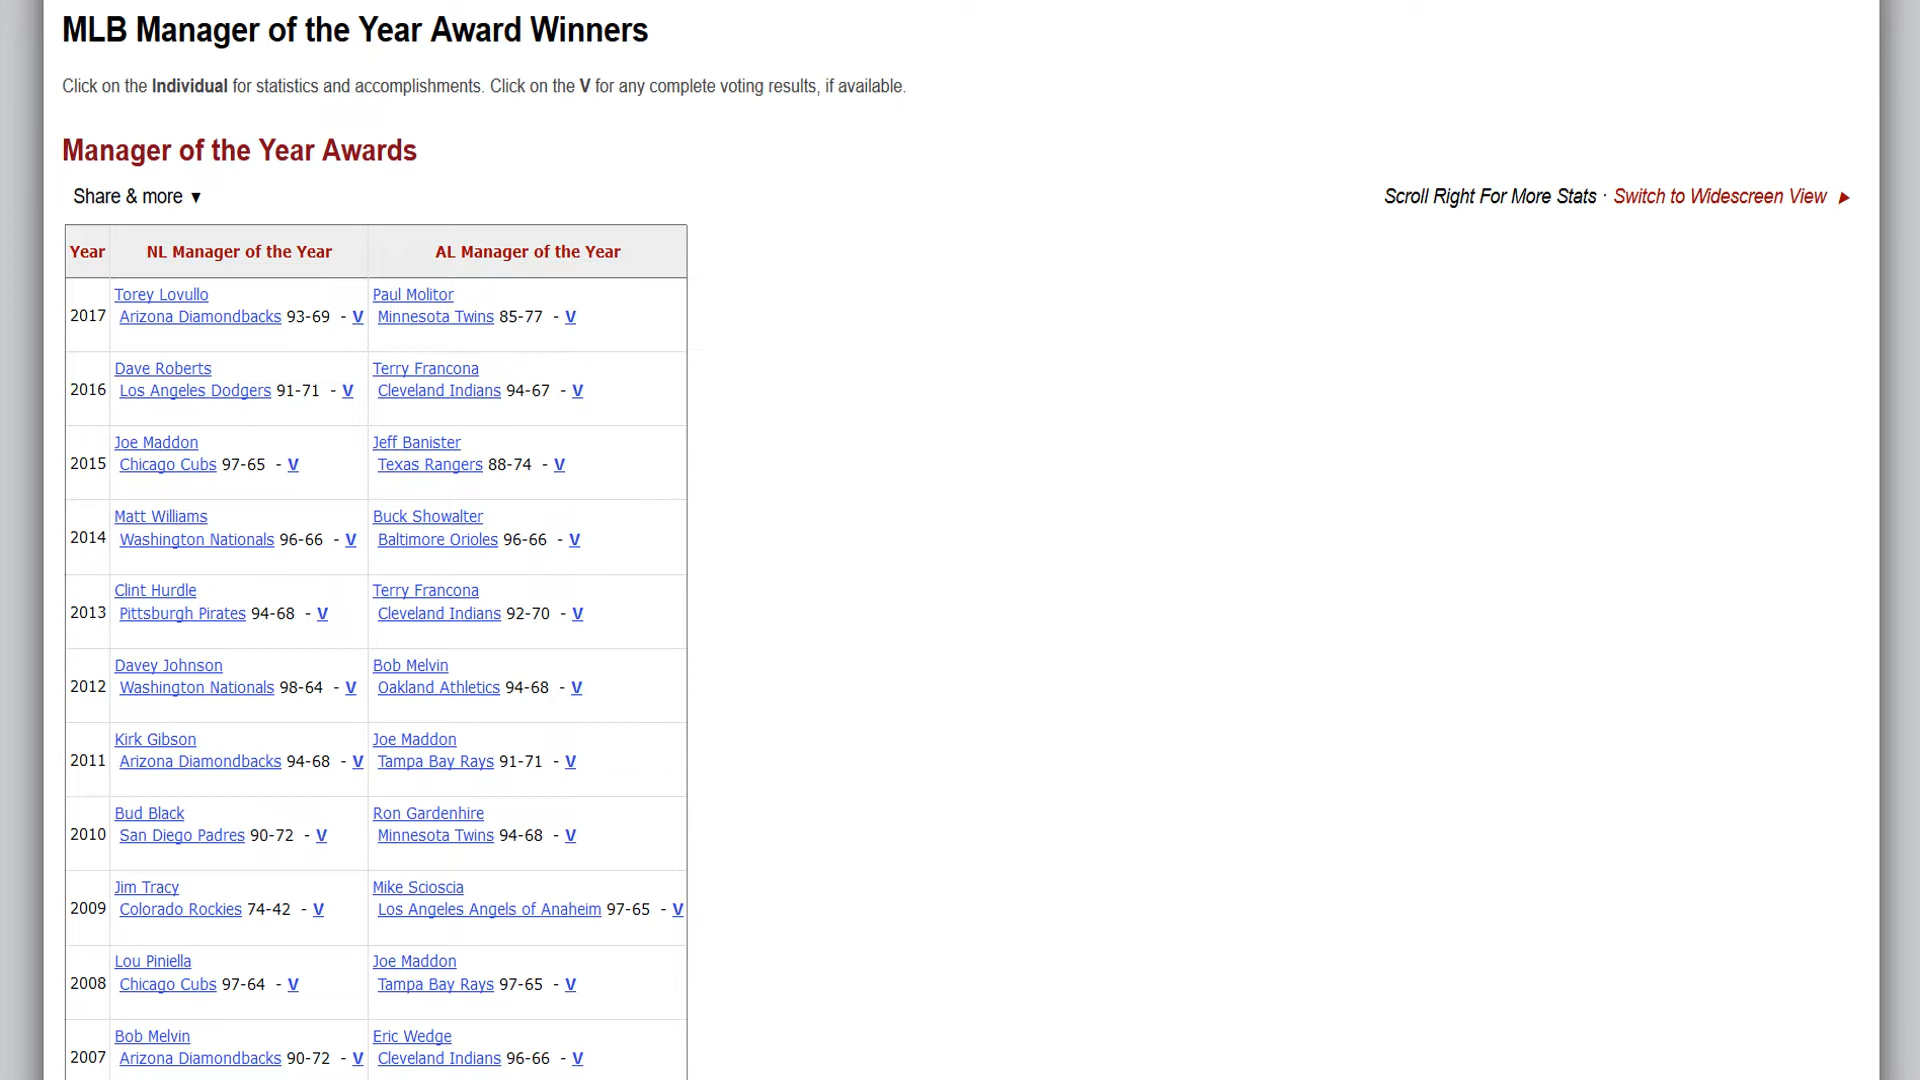 MLB Manager of the Year Award Winners
Click on the Individual for statistics and accomplishments. Click on the V for any complete voting results, if available.
Manager of the Year Awards
Share & more ▼
Scroll Right For More Stats · Switch to Widescreen View ►
Year NL Manager of the Year AL Manager of the Year
2017
Torey Lovullo
Arizona Diamondbacks 93-69 - V
Paul Molitor
Minnesota Twins 85-77 - V
2016
Dave Roberts
Los Angeles Dodgers 91-71 - V
Terry Francona
Cleveland Indians 94-67 - V
2015
Joe Maddon
Chicago Cubs 97-65 - V
Jeff Banister
Texas Rangers 88-74 - V
2014
Matt Williams
Washington Nationals 96-66 - V
Buck Showalter
Baltimore Orioles 96-66 - V
2013
Clint Hurdle
Pittsburgh Pirates 94-68 - V
Terry Francona
Cleveland Indians 92-70 - V
2012
Davey Johnson
Washington Nationals 98-64 - V
Bob Melvin
Oakland Athletics 94-68 - V
2011
Kirk Gibson
Arizona Diamondbacks 94-68 - V
Joe Maddon
Tampa Bay Rays 91-71 - V
2010
Bud Black
San Diego Padres 90-72 - V
Ron Gardenhire
Minnesota Twins 94-68 - V
2009
Jim Tracy
Colorado Rockies 74-42 - V
Mike Scioscia
Los Angeles Angels of Anaheim 97-65 - V
2008
Lou Piniella
Chicago Cubs 97-64 - V
Joe Maddon
Tampa Bay Rays 97-65 - V
2007
Bob Melvin
Arizona Diamondbacks 90-72 - V
Eric Wedge
Cleveland Indians 96-66 - V